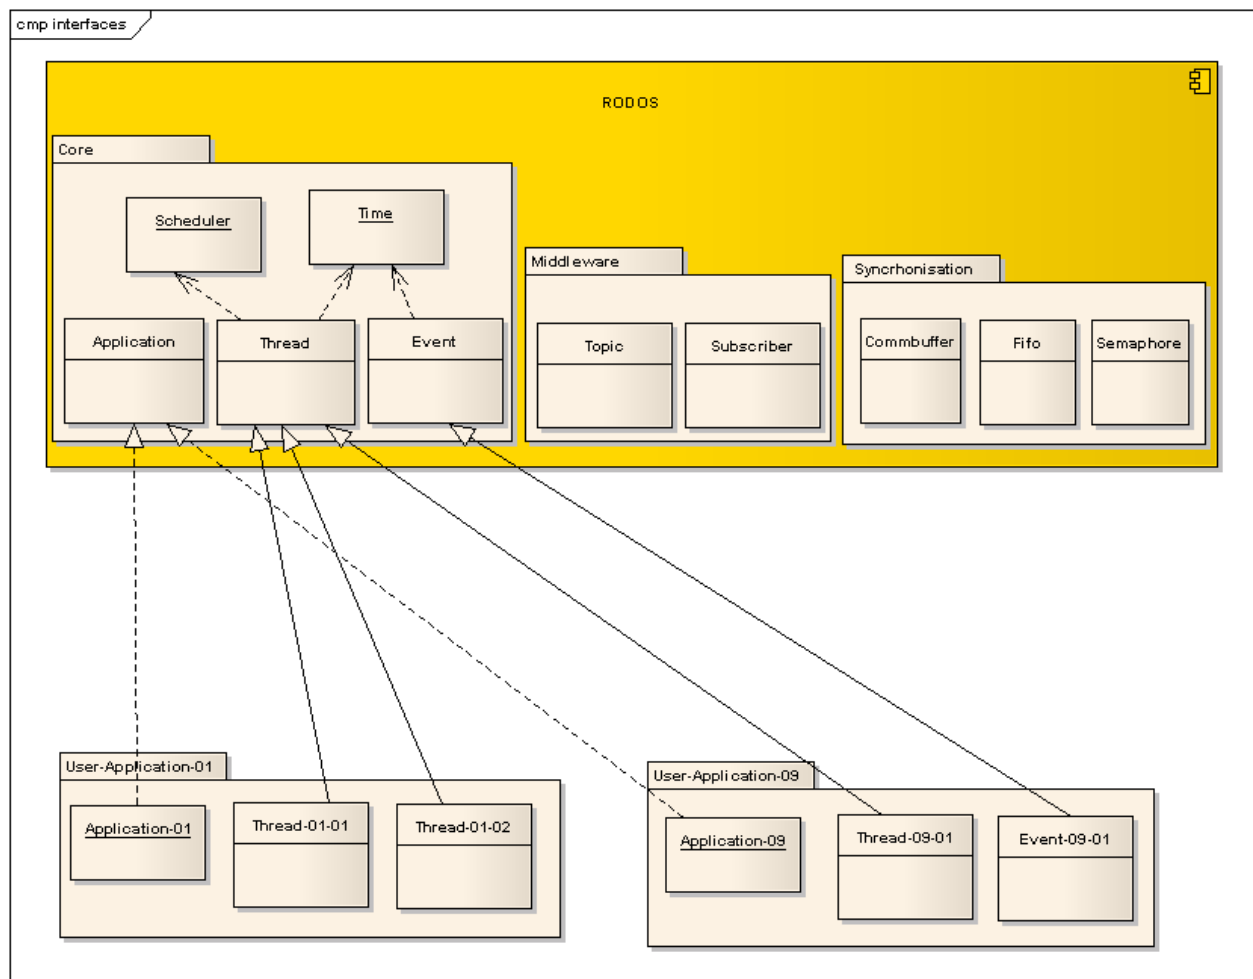 cmp interfaces
RODOS
Core
Scheduler
Time
Application
Thread
Event
Middleware
Topic
Subscriber
Syncrhonisation
Commbuffer
Fifo
Semaphore
User-Application-01
Application-01
Thread-01-01
Thread-01-02
User-Application-09
Application-09
Thread-09-01
Event-09-01